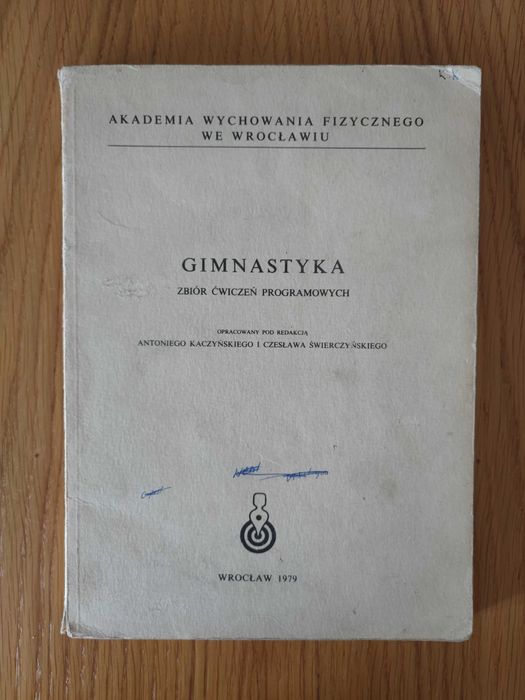 AKADEMIA WYCHOWANIA FIZYCZNEGO
WE WROCŁAWIU
GIMNASTYKA
ZBIÓR ĆWICZEŃ PROGRAMOWYCH
OPRACOWANY POD REDAKCJĄ
ANTONIEGO KACZYŃSKIEGO I CZESŁAWA ŚWIERCZYŃSKIEGO
WROCŁAW 1979